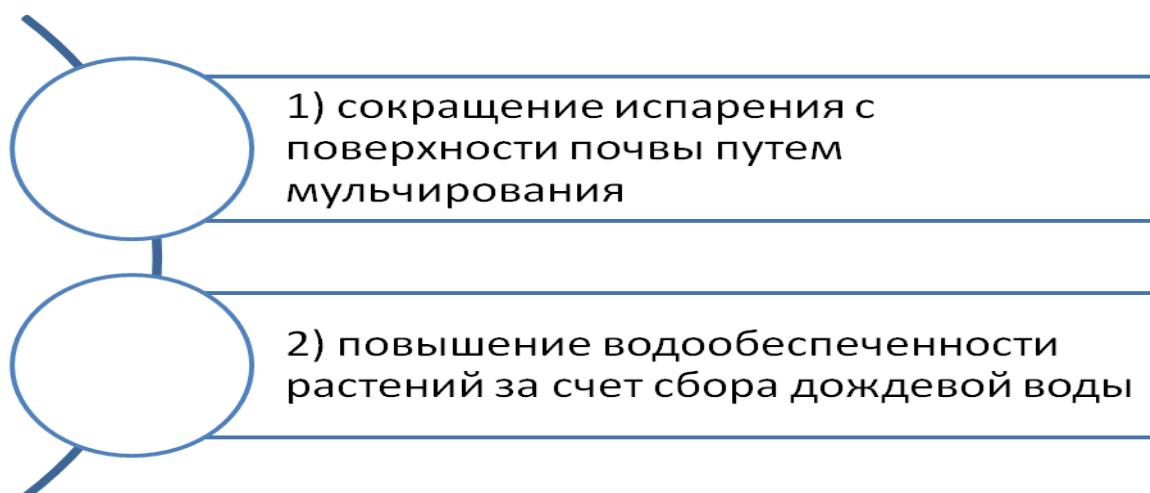 1) сокращение испарения с
поверхности почвы путем
мульчирования
2) повышение водообеспеченности
растений за счет сбора дождевой воды